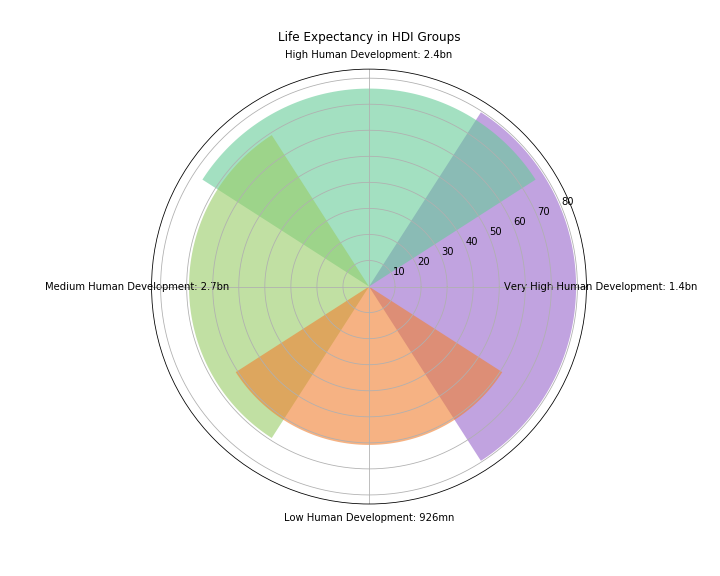 Life Expectancy in HDI Groups
High Human Development: 2.4bn
80
70
60
50
40
30
20
10
Medium Human Development: 2.7bn
Very High Human Development: 1.4bn
Low Human Development: 926mn